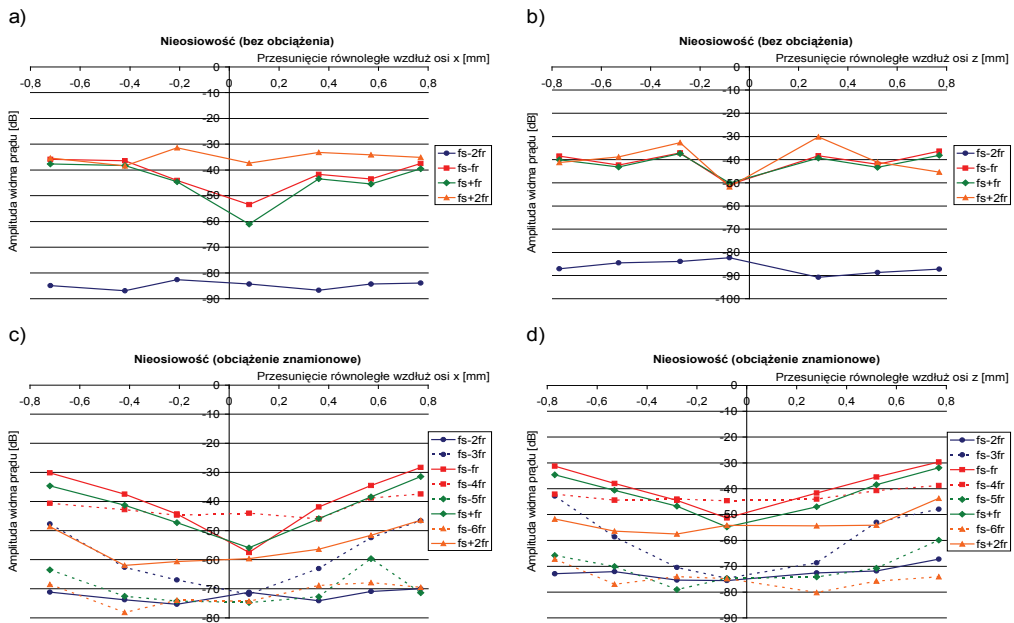 a)
Nieosiowość (bez obciążenia)
Przesunięcie równoległe wzdłuż osi x [mm]
-0,8 -0,6 -0,4 -0,2 0 0,2 0,4 0,6 0,8
Amplituda widma prądu [dB]
0
-10
-20
-30
-40
-50
-60
-70
-80
-90
fs-2fr
fs-fr
fs+fr
fs+2fr
b)
Nieosiowość (bez obciążenia)
Przesunięcie równoległe wzdłuż osi z [mm]
-0,8 -0,6 -0,4 -0,2 0 0,2 0,4 0,6 0,8
Amplituda widma prądu [dB]
0
-10
-20
-30
-40
-50
-60
-70
-80
-90
-100
fs-2fr
fs-fr
fs+fr
fs+2fr
c)
Nieosiowość (obciążenie znamionowe)
Przesunięcie równoległe wzdłuż osi x [mm]
-0,8 -0,6 -0,4 -0,2 0 0,2 0,4 0,6 0,8
Amplituda widma prądu [dB]
0
-10
-20
-30
-40
-50
-60
-70
-80
fs-2fr
fs-3fr
fs-fr
fs-4fr
fs-5fr
fs+fr
fs-6fr
fs+2fr
d)
Nieosiowość (obciążenie znamionowe)
Przesunięcie równoległe wzdłuż osi z [mm]
-0,8 -0,6 -0,4 -0,2 0 0,2 0,4 0,6 0,8
Amplituda widma prądu [dB]
0
-10
-20
-30
-40
-50
-60
-70
-80
-90
fs-2fr
fs-3fr
fs-fr
fs-4fr
fs-5fr
fs+fr
fs-6fr
fs+2fr